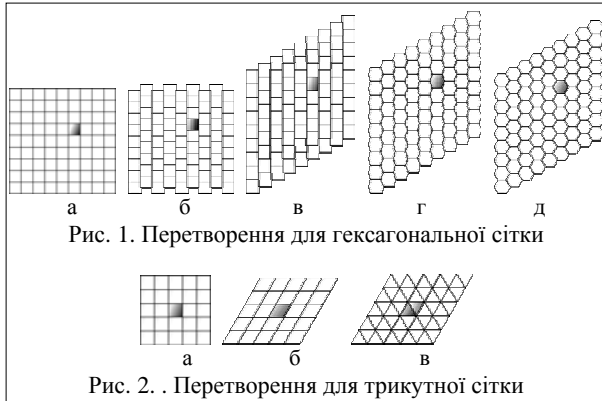 а б в г д
Рис. 1. Перетворення для гексагональної сітки
а б в
Рис. 2. . Перетворення для трикутної сітки